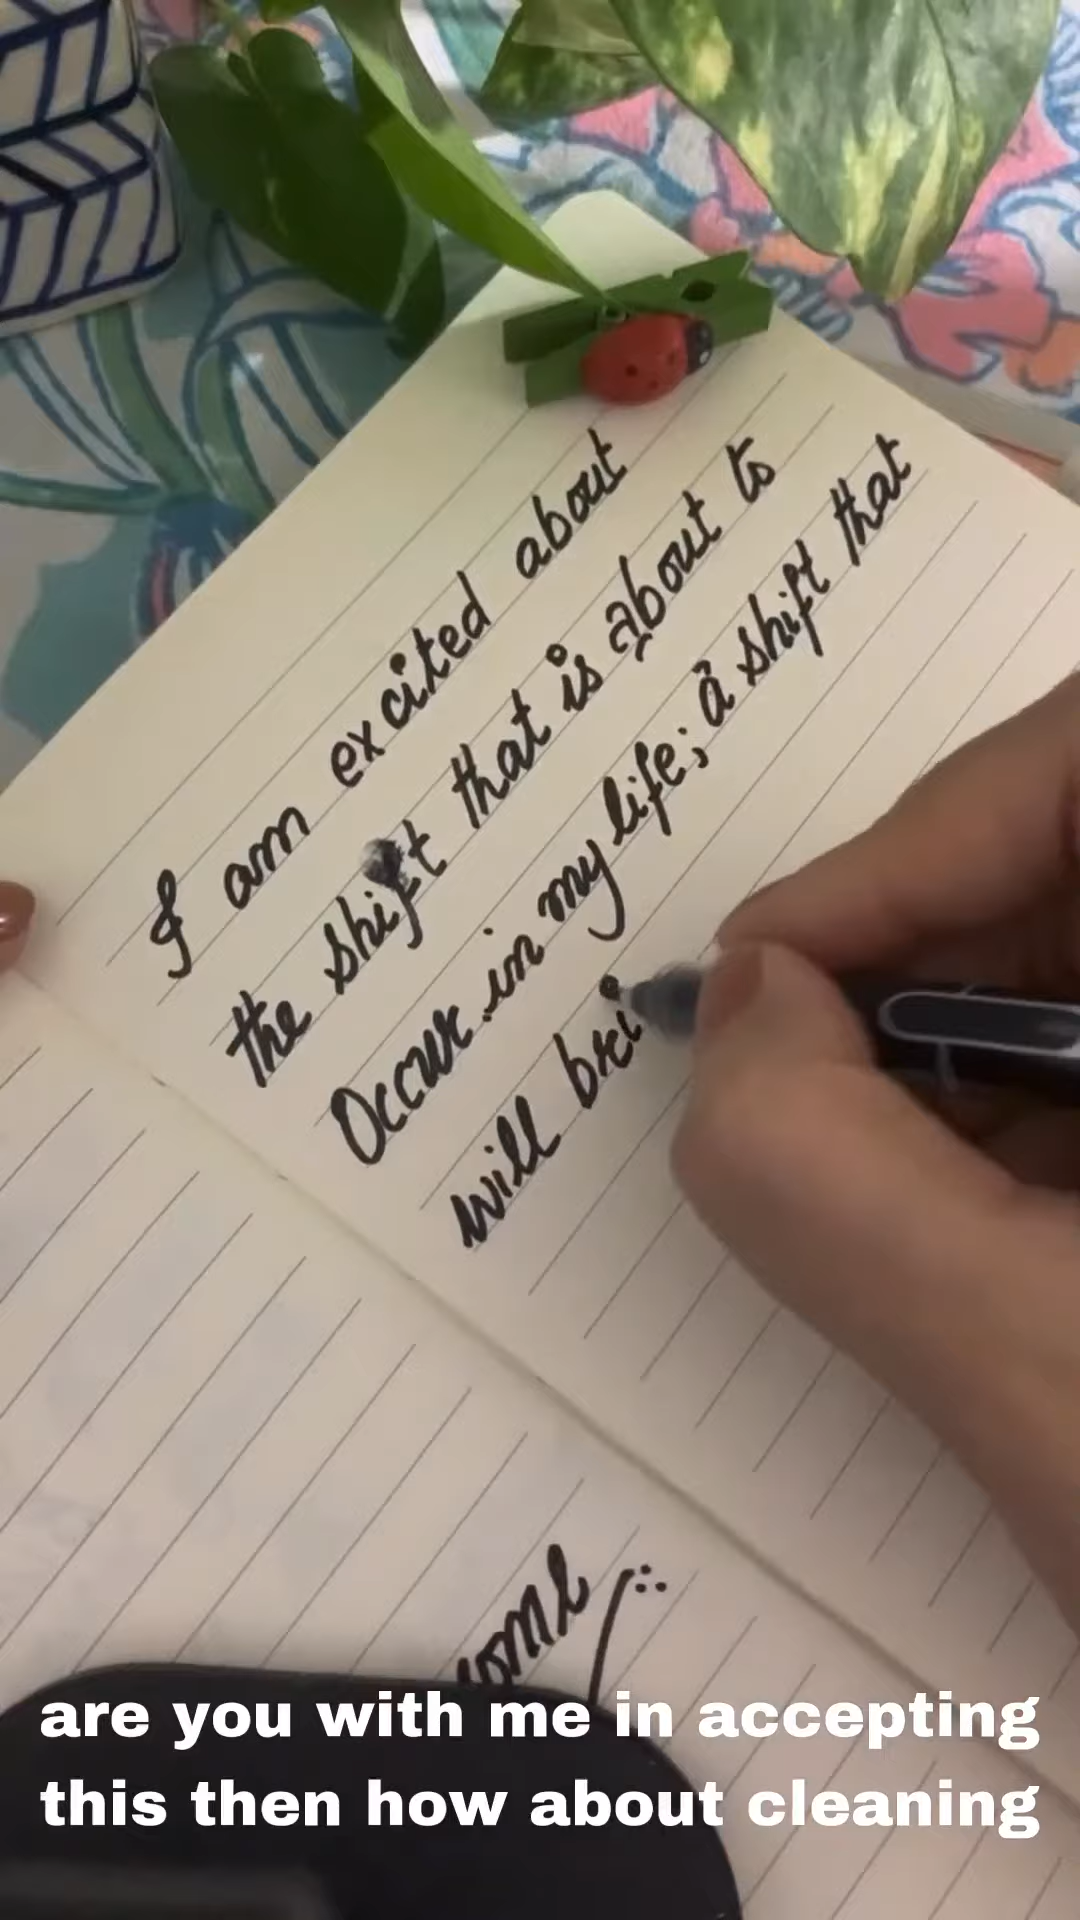 I am excited about
the shift that is about to
Occur in my life; a shift that
will
are you with me in accepting
this then how about cleaning